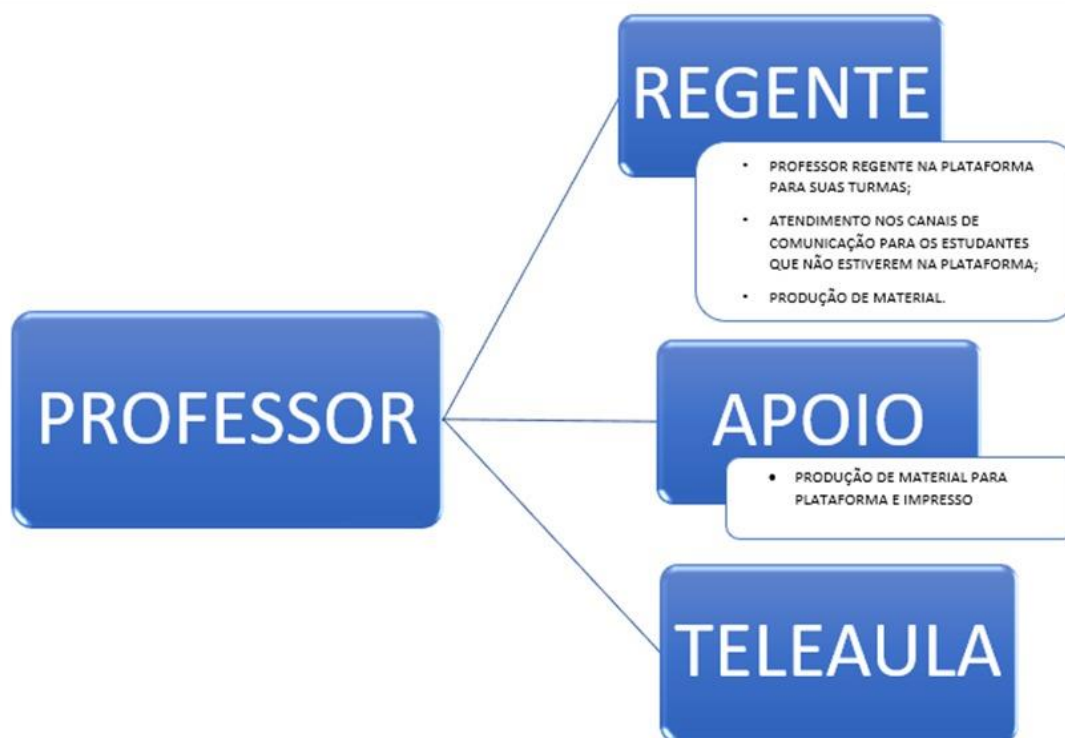 PROFESSOR
REGENTE
• PROFESSOR REGENTE NA PLATAFORMA
PARA SUAS TURMAS;
• ATENDIMENTO NOS CANAIS DE
COMUNICAÇÃO PARA OS ESTUDANTES
QUE NÃO ESTIVEREM NA PLATAFORMA;
• PRODUÇÃO DE MATERIAL.
APOIO
• PRODUÇÃO DE MATERIAL PARA
PLATAFORMA E IMPRESSO
TELEAULA